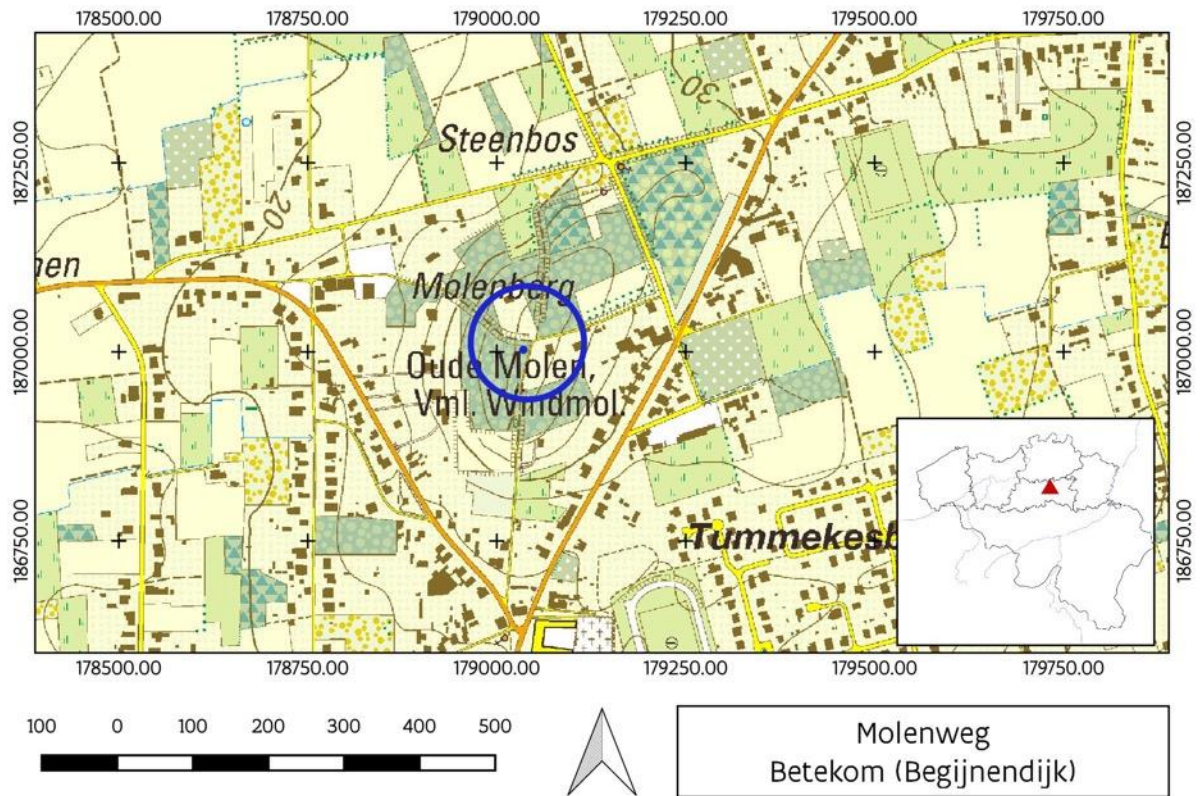 178500.00 178750.00 179000.00 179250.00 179500.00 179750.00
187250.00 187250.00
30
Steenbos
20
Molenberg
187000.00 187000.00
Oude Molen,
Vml. Windmol.
186750.00 186750.00
178500.00 178750.00 179000.00 179250.00 179500.00 179750.00
100 0 100 200 300 400 500
Molenweg
Betekom (Begijnendijk)